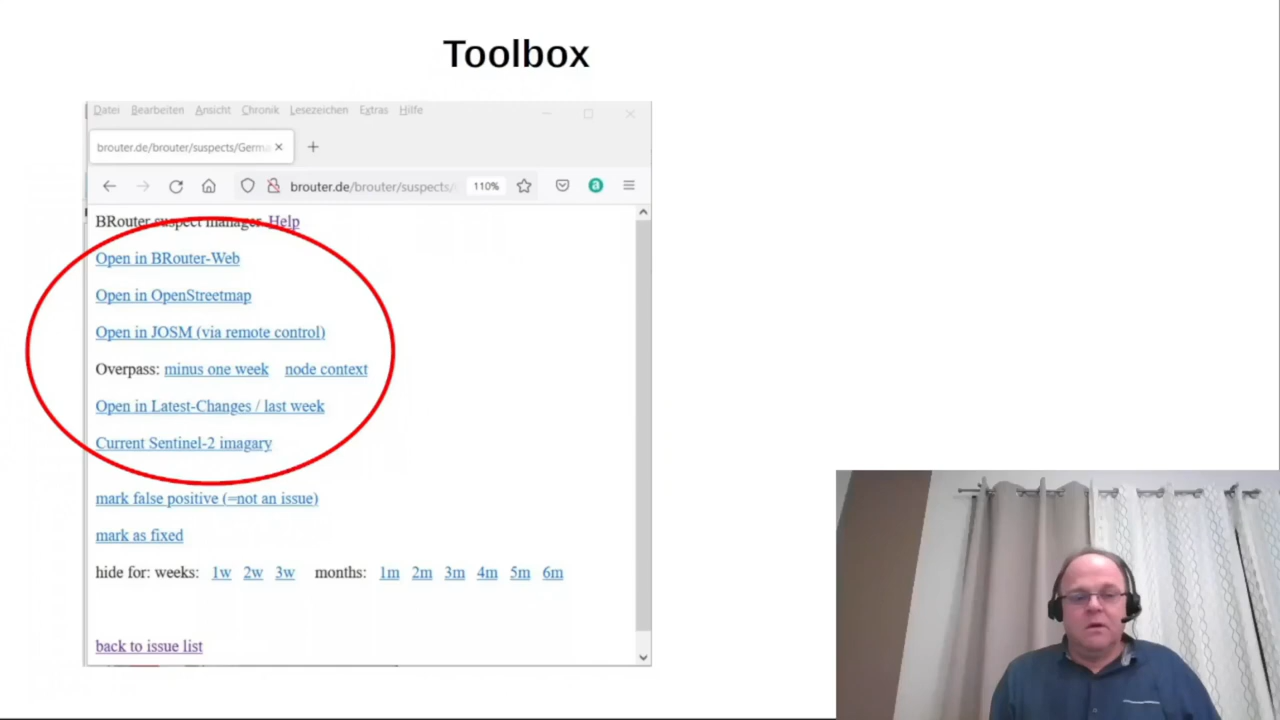 Toolbox
Datei Bearbeiten Ansicht Chronik Lesezeichen Extras Hilfe
brouter.de/brouter/suspects/Germa
brouter.de/brouter/suspects/ 110%
BRouter suspect manager. Help
Open in BRouter-Web
Open in OpenStreetmap
Open in JOSM (via remote control)
Overpass: minus one week node context
Open in Latest-Changes / last week
Current Sentinel-2 imagary
mark false positive (=not an issue)
mark as fixed
hide for: weeks: 1w 2w 3w months: 1m 2m 3m 4m 5m 6m
back to issue list